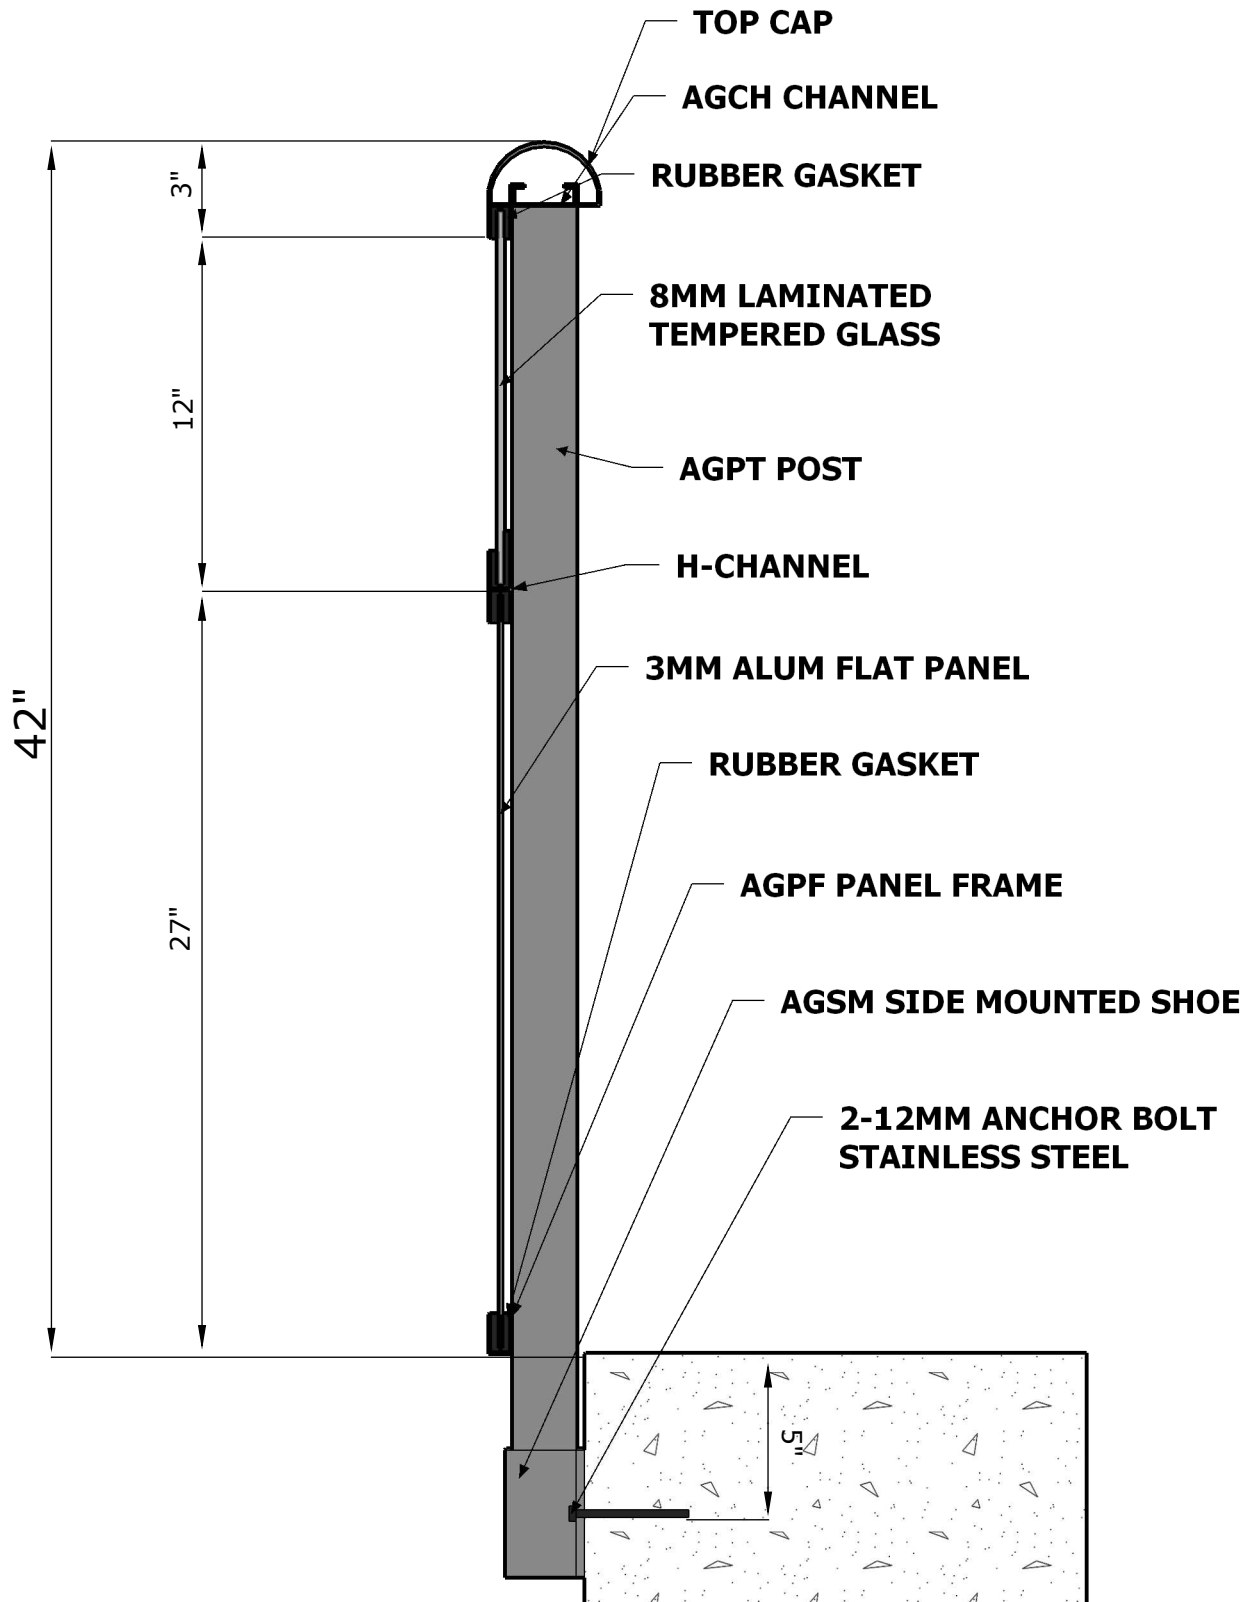 TOP CAP
AGCH CHANNEL
3"
RUBBER GASKET
8MM LAMINATED
TEMPERED GLASS
12"
AGPT POST
H-CHANNEL
3MM ALUM FLAT PANEL
42"
RUBBER GASKET
AGPF PANEL FRAME
27"
AGSM SIDE MOUNTED SHOE
2-12MM ANCHOR BOLT
STAINLESS STEEL
5"